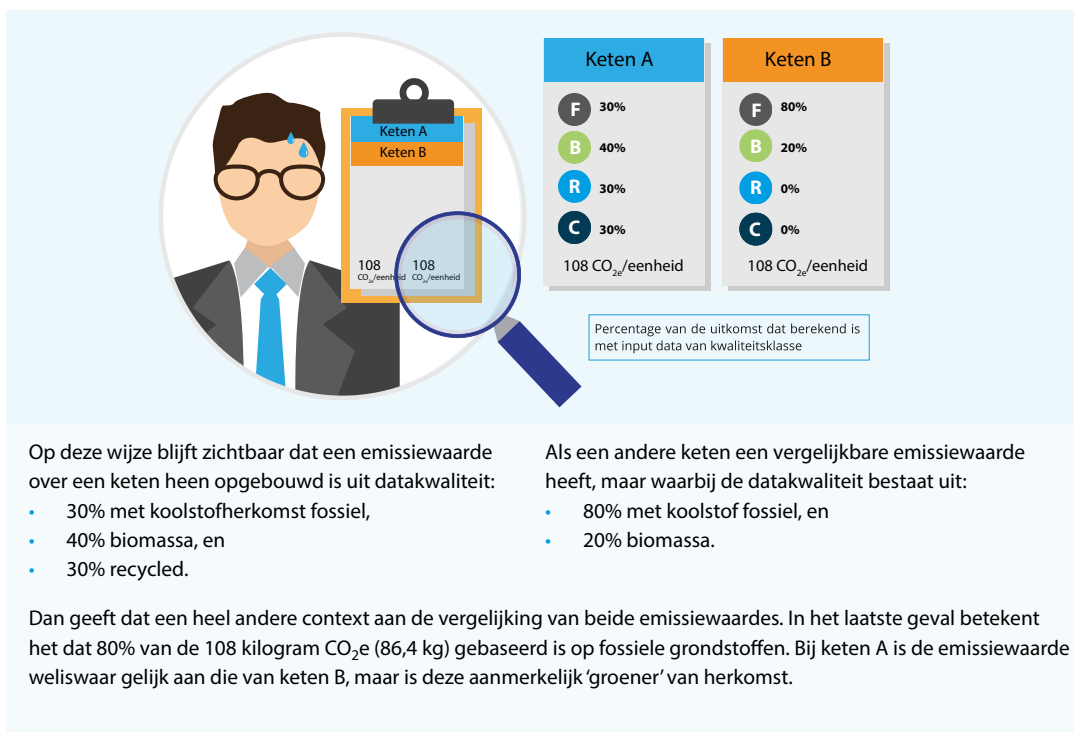 Keten A
Keten B
108
CO2e/eenheid
108
CO2e/eenheid
Keten A
F 30%
B 40%
R 30%
C 30%
108 CO2e/eenheid
Keten B
F 80%
B 20%
R 0%
C 0%
108 CO2e/eenheid
Percentage van de uitkomst dat berekend is
met input data van kwaliteitsklasse
Op deze wijze blijft zichtbaar dat een emissiewaarde
over een keten heen opgebouwd is uit datakwaliteit:
• 30% met koolstofherkomst fossiel,
• 40% biomassa, en
• 30% recycled.
Als een andere keten een vergelijkbare emissiewaarde
heeft, maar waarbij de datakwaliteit bestaat uit:
• 80% met koolstof fossiel, en
• 20% biomassa.
Dan geeft dat een heel andere context aan de vergelijking van beide emissiewaardes. In het laatste geval betekent
het dat 80% van de 108 kilogram CO2e (86,4 kg) gebaseerd is op fossiele grondstoffen. Bij keten A is de emissiewaarde
weliswaar gelijk aan die van keten B, maar is deze aanmerkelijk ‘groener’ van herkomst.